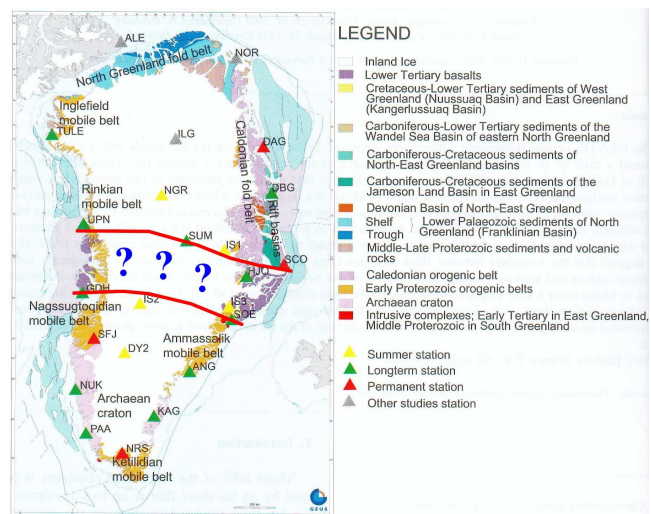 ALE
NOR
North Greenland fold belt
Inglefield
mobile belt
TULE
ILG
DAG
Caledonian fold belt
NGR
DBG
Rift basins
Rinkian
mobile belt
UPN
SUM
IS1
SCO
? ? ?
HJO
GDH
IS2
IS3
SOE
Nagssugtoqidian
mobile belt
SFJ
Ammassalik
mobile belt
DY2
ANG
NUK
Archaean
craton
KAG
PAA
NRS
Ketilidian
mobile belt
GEUS
LEGEND
Inland Ice
Lower Tertiary basalts
Cretaceous-Lower Tertiary sediments of West
Greenland (Nuussuaq Basin) and East Greenland
(Kangerlussuaq Basin)
Carboniferous-Lower Tertiary sediments of the
Wandel Sea Basin of eastern North Greenland
Carboniferous-Cretaceous sediments of
North-East Greenland basins
Carboniferous-Cretaceous sediments of the
Jameson Land Basin in East Greenland
Devonian Basin of North-East Greenland
Shelf } Lower Palaeozoic sediments of North
Trough Greenland (Franklinian Basin)
Middle-Late Proterozoic sediments and volcanic
rocks
Caledonian orogenic belt
Early Proterozoic orogenic belts
Archaean craton
Intrusive complexes; Early Tertiary in East Greenland,
Middle Proterozoic in South Greenland
Summer station
Longterm station
Permanent station
Other studies station